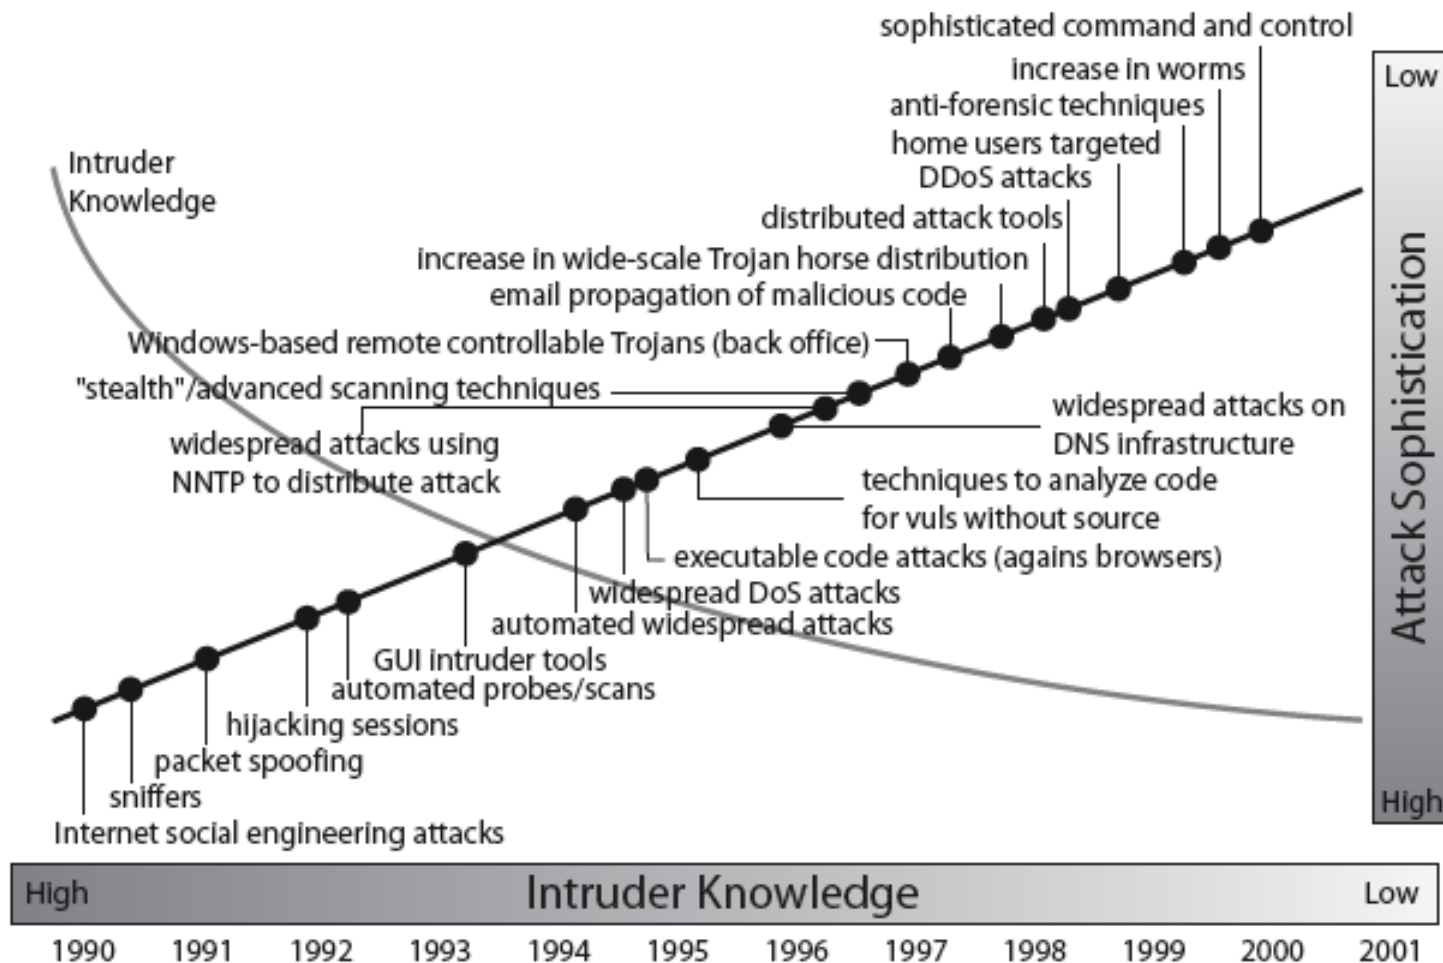 sophisticated command and control
increase in worms
anti-forensic techniques
home users targeted
DDoS attacks
distributed attack tools
increase in wide-scale Trojan horse distribution
email propagation of malicious code
Windows-based remote controllable Trojans (back office)
"stealth"/advanced scanning techniques
widespread attacks using
NNTP to distribute attack
Intruder
Knowledge
widespread attacks on
DNS infrastructure
techniques to analyze code
for vuls without source
executable code attacks (agains browsers)
widespread DoS attacks
automated widespread attacks
GUI intruder tools
automated probes/scans
hijacking sessions
packet spoofing
sniffers
Internet social engineering attacks
Low
Attack Sophistication
High
High Intruder Knowledge Low
1990 1991 1992 1993 1994 1995 1996 1997 1998 1999 2000 2001